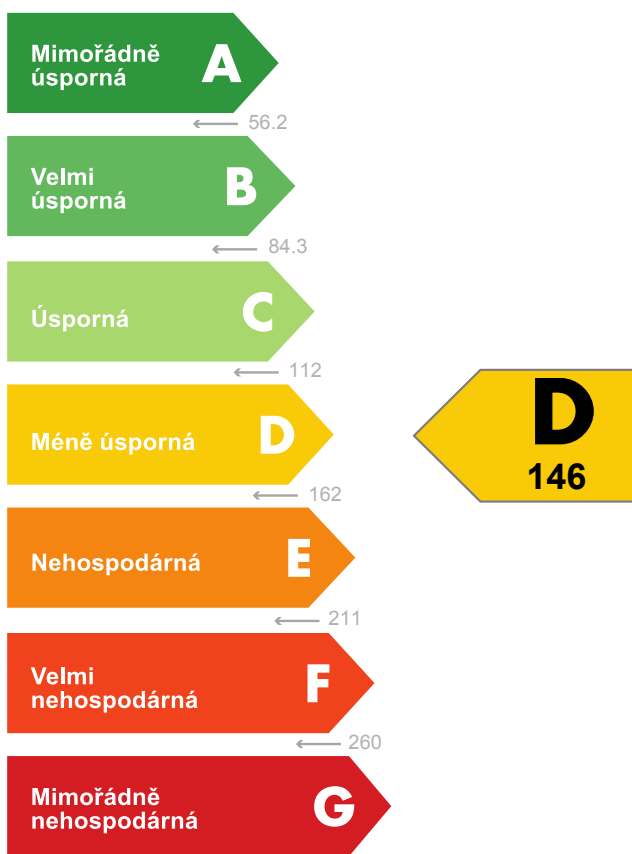 Mimořádně
úsporná
A
← 56.2
Velmi
úsporná
B
← 84.3
Úsporná
C
← 112
Méně úsporná
D
D
146
← 162
Nehospodárná
E
← 211
Velmi
nehospodárná
F
← 260
Mimořádně
nehospodárná
G